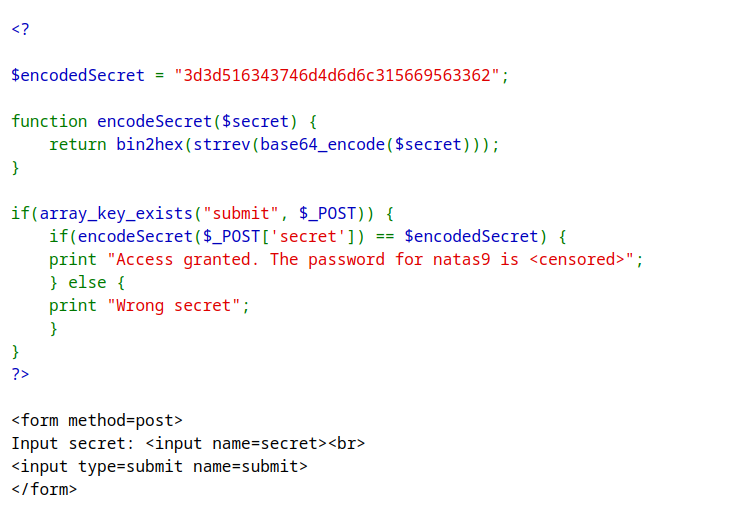 <?
$encodedSecret = "3d3d516343746d4d6d6c315669563362";
function encodeSecret($secret) {
    return bin2hex(strrev(base64_encode($secret)));
}
if(array_key_exists("submit", $_POST)) {
    if(encodeSecret($_POST['secret']) == $encodedSecret) {
    print "Access granted. The password for natas9 is <censored>";
    } else {
    print "Wrong secret";
    }
}
?>
<form method=post>
Input secret: <input name=secret><br>
<input type=submit name=submit>
</form>